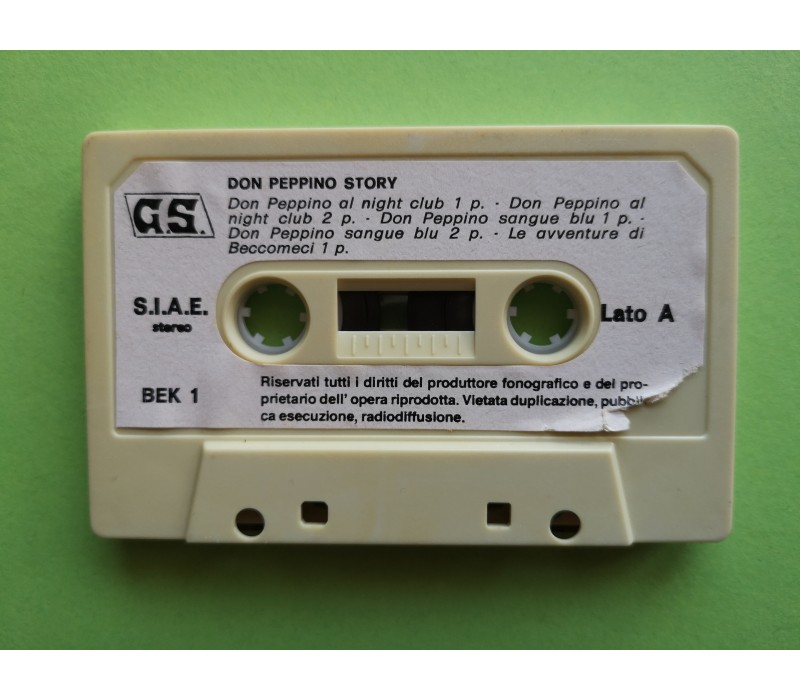 G.S.
DON PEPPINO STORY
Don Peppino al night club 1 p. · Don Peppino al
night club 2 p. · Don Peppino sangue blu 1 p. ·
Don Peppino sangue blu 2 p. · Le avventure di
Beccomeci 1 p.
S.I.A.E.
stereo
Lato A
BEK 1
Riservati tutti i diritti del produttore fonografico e del pro-
prietario dell' opera riprodotta. Vietata duplicazione,
ca esecuzione, radiodiffusione.